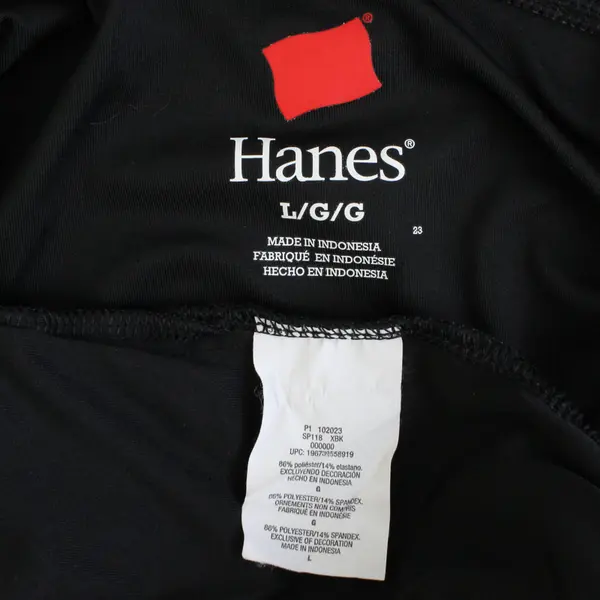 ®
Hanes®
L/G/G
23
MADE IN INDONESIA
FABRIQUÉ EN INDONÉSIE
HECHO EN INDONESIA
P1 102023
SP118 XBK
000000
UPC:
86% poliéster/14% elastano.
EXCLUYENDO DECORACIÓN
HECHO EN INDONESIA
G
86% POLYESTER/14% SPANDEX.
ORNEMENTS NON COMPRIS
FABRIQUÉ EN INDONÉSIE
G
86% POLYESTER/14% SPANDEX.
EXCLUSIVE OF DECORATION
MADE IN INDONESIA
L